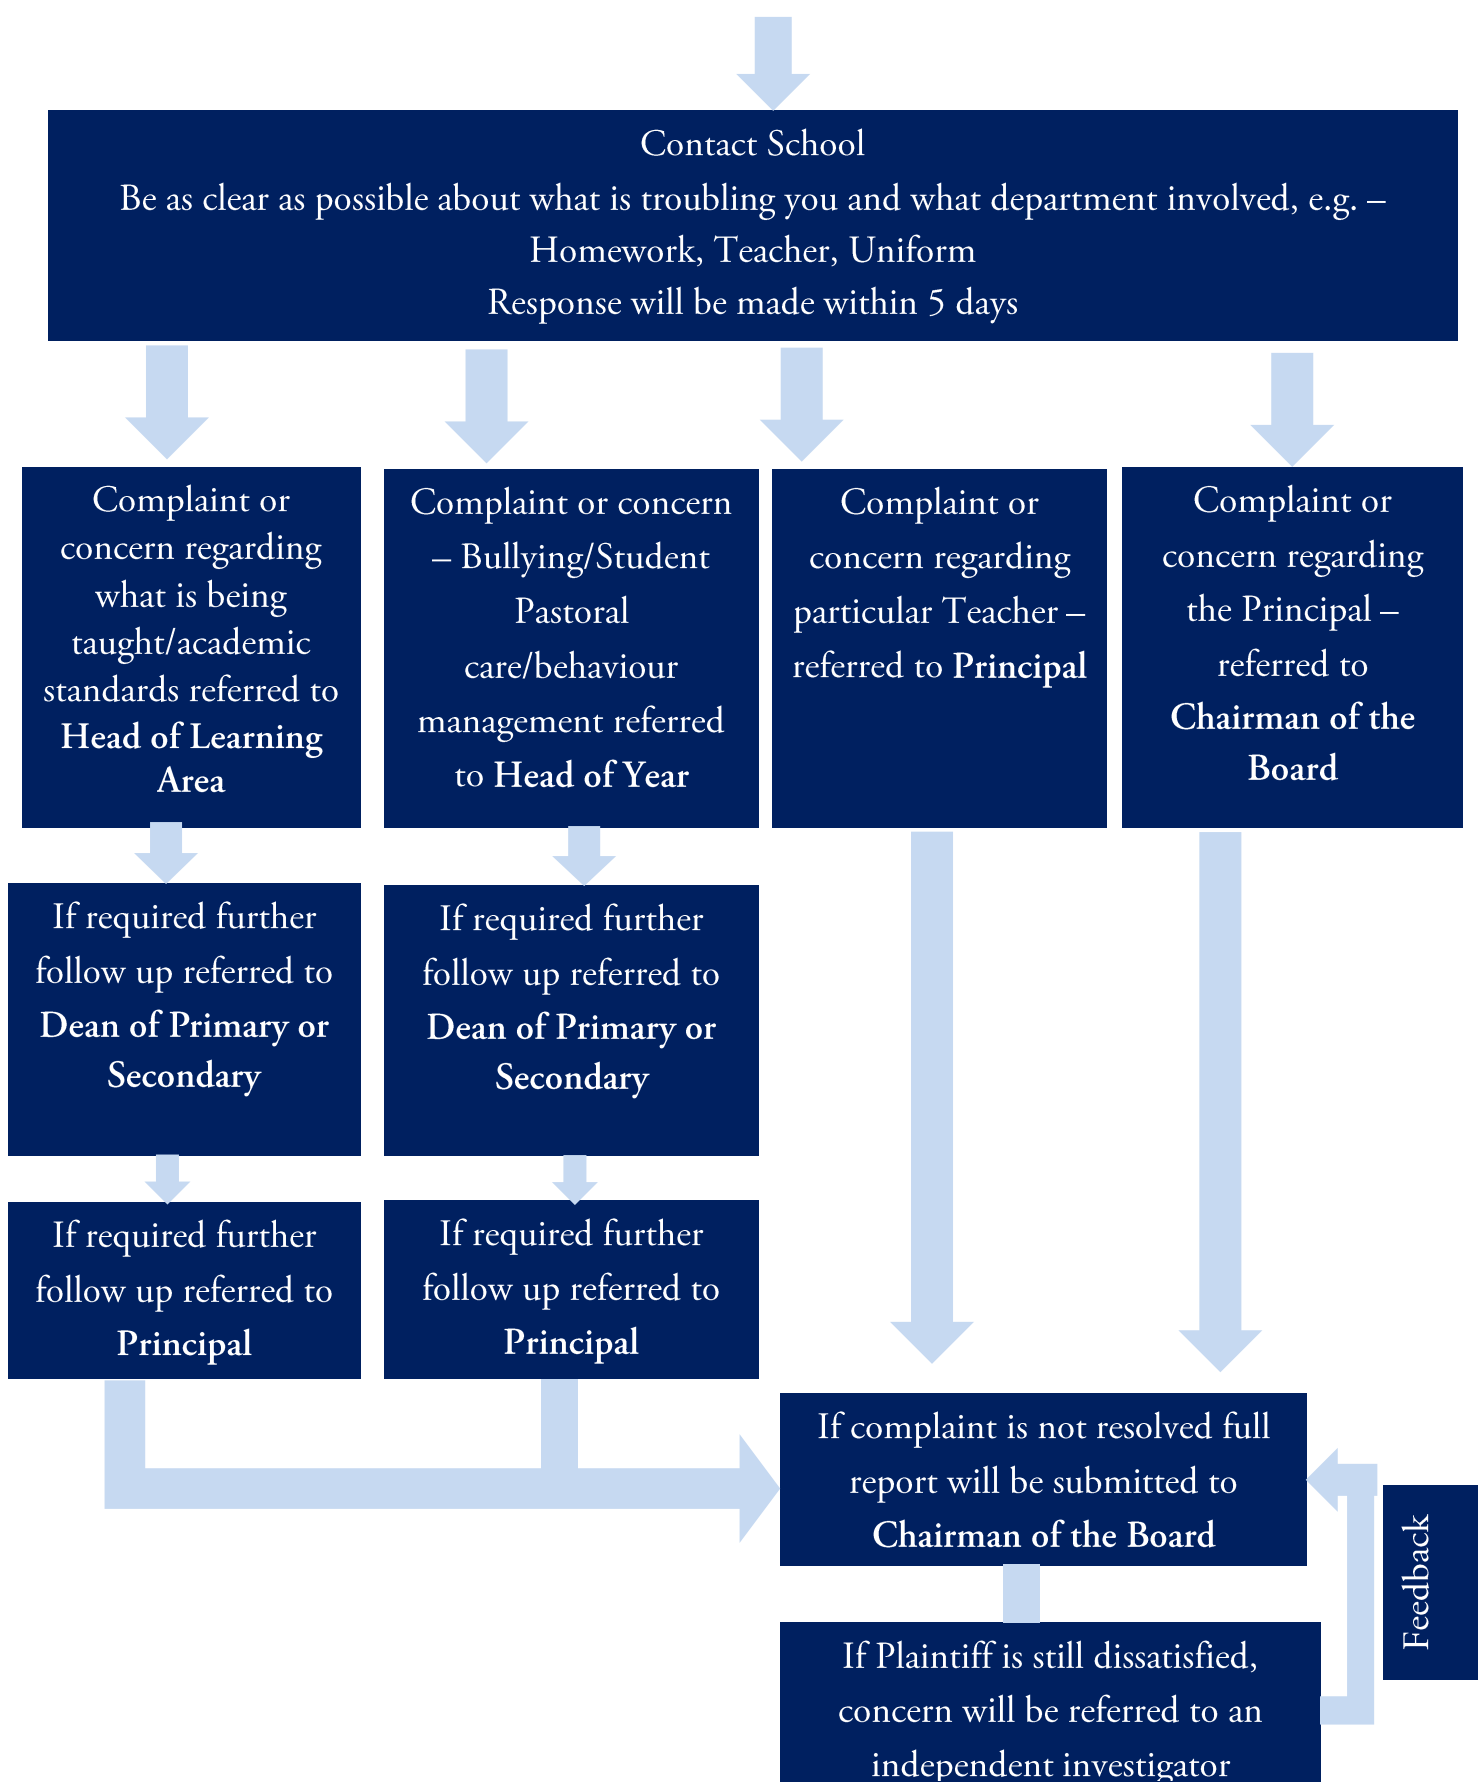 Contact School
Be as clear as possible about what is troubling you and what department involved, e.g. –
Homework, Teacher, Uniform
Response will be made within 5 days
Complaint or
concern regarding
what is being
taught/academic
standards referred to
Head of Learning
Area
Complaint or concern
– Bullying/Student
Pastoral
care/behaviour
management referred
to Head of Year
Complaint or
concern regarding
particular Teacher –
referred to Principal
Complaint or
concern regarding
the Principal –
referred to
Chairman of the
Board
If required further
follow up referred to
Dean of Primary or
Secondary
If required further
follow up referred to
Dean of Primary or
Secondary
If required further
follow up referred to
Principal
If required further
follow up referred to
Principal
If complaint is not resolved full
report will be submitted to
Chairman of the Board
Feedback
If Plaintiff is still dissatisfied,
concern will be referred to an
independent investigator